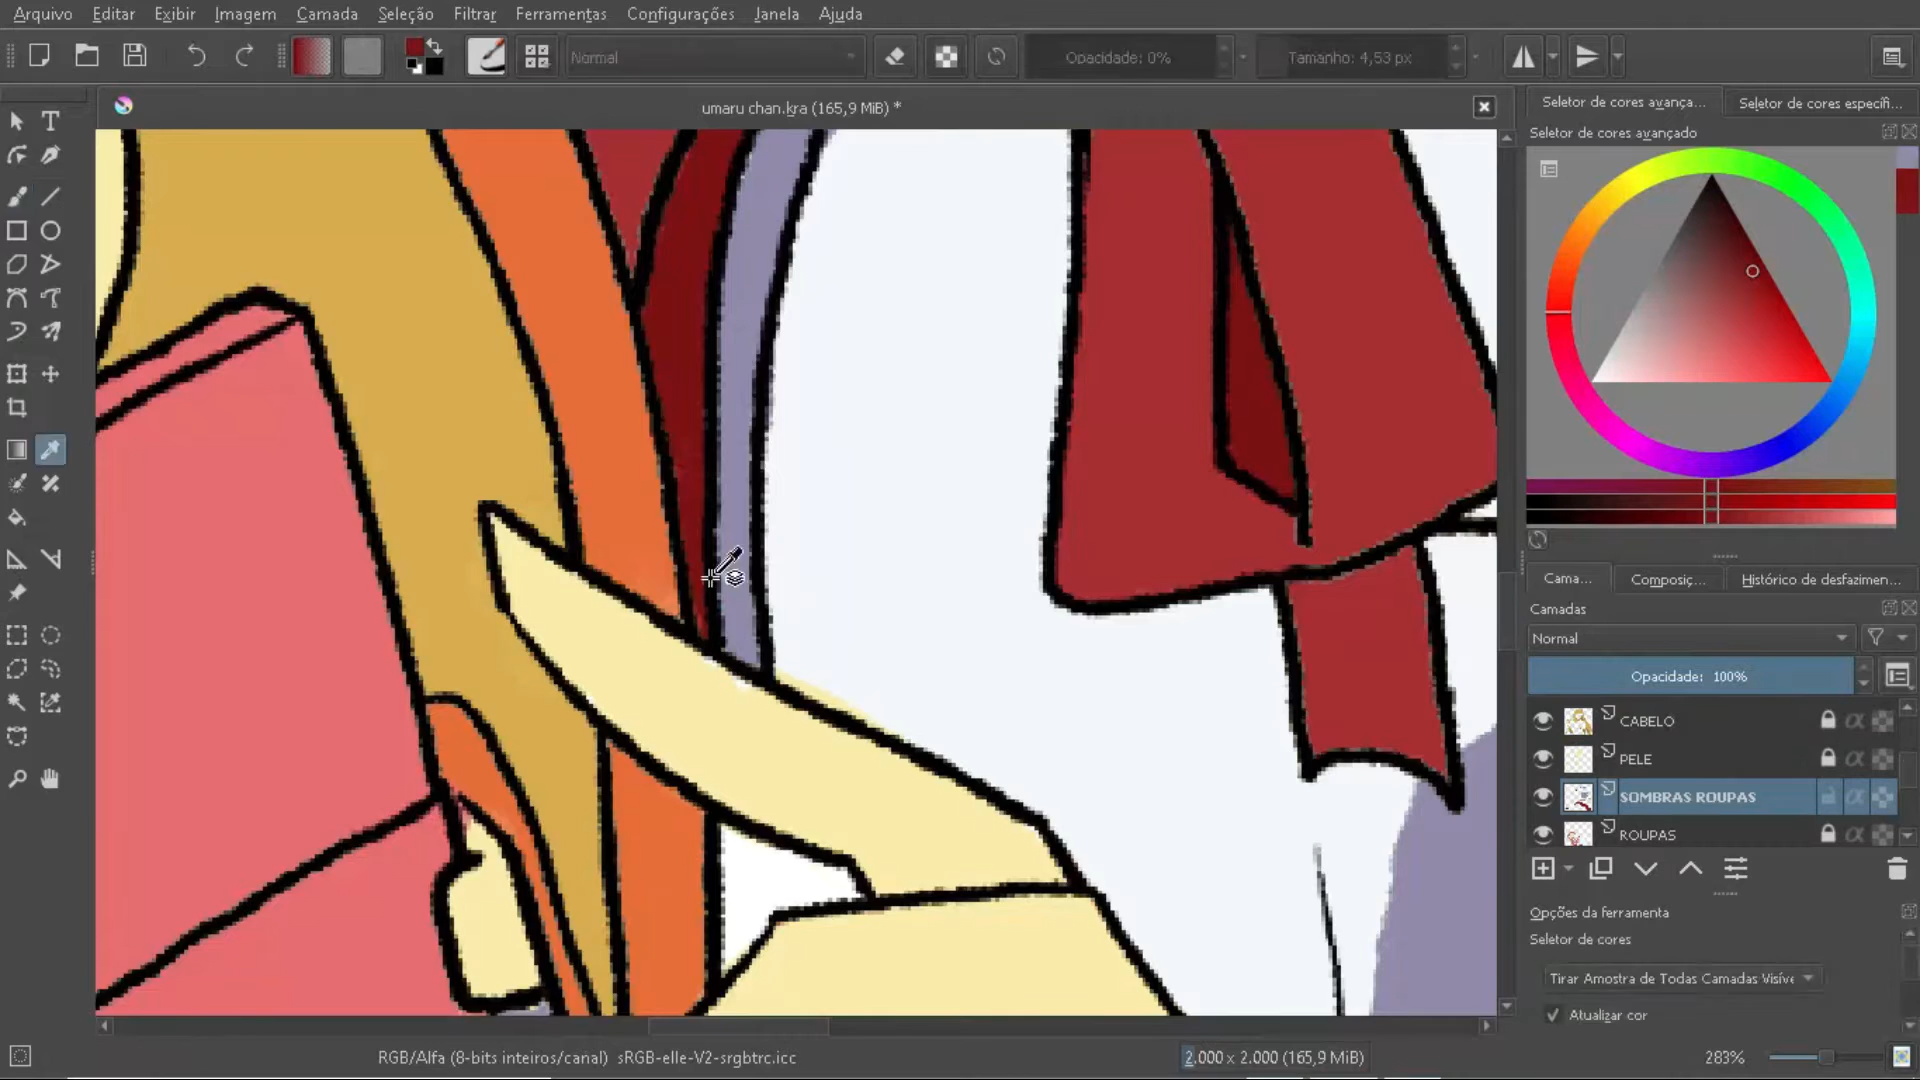 Arquivo Editar Exibir Imagem Camada Seleção Filtrar Ferramentas Configurações Janela Ajuda
Normal
Opacidade: 0%
Tamanho: 4,53 px
umaru chan.kra (165,9 MiB) *
Seletor de cores avança...
Seletor de cores específi...
Seletor de cores avançado
Cama...
Composiç...
Histórico de desfazimen...
Camadas
Normal
Opacidade: 100%
CABELO
PELE
SOMBRAS ROUPAS
ROUPAS
Opções da ferramenta
Seletor de cores
Tirar Amostra de Todas Camadas Visíve
Atualizar cor
RGB/Alfa (8-bits inteiros/canal) sRGB-elle-V2-srgbtrc.icc
2.000 x 2.000 (165,9 MiB)
283%